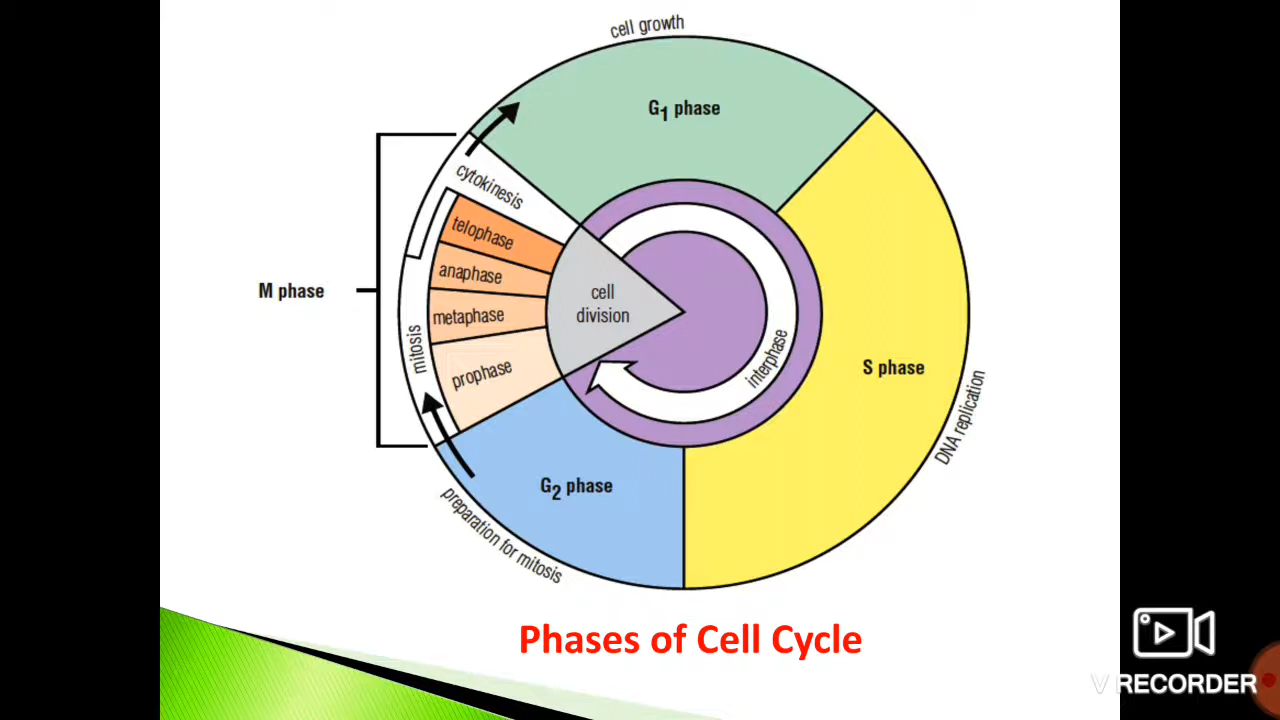 cell growth
G1 phase
cytokinesis
telophase
anaphase
metaphase
prophase
mitosis
M phase
cell
division
interphase
S phase
DNA replication
G2 phase
preparation for mitosis
Phases of Cell Cycle
V RECORDER